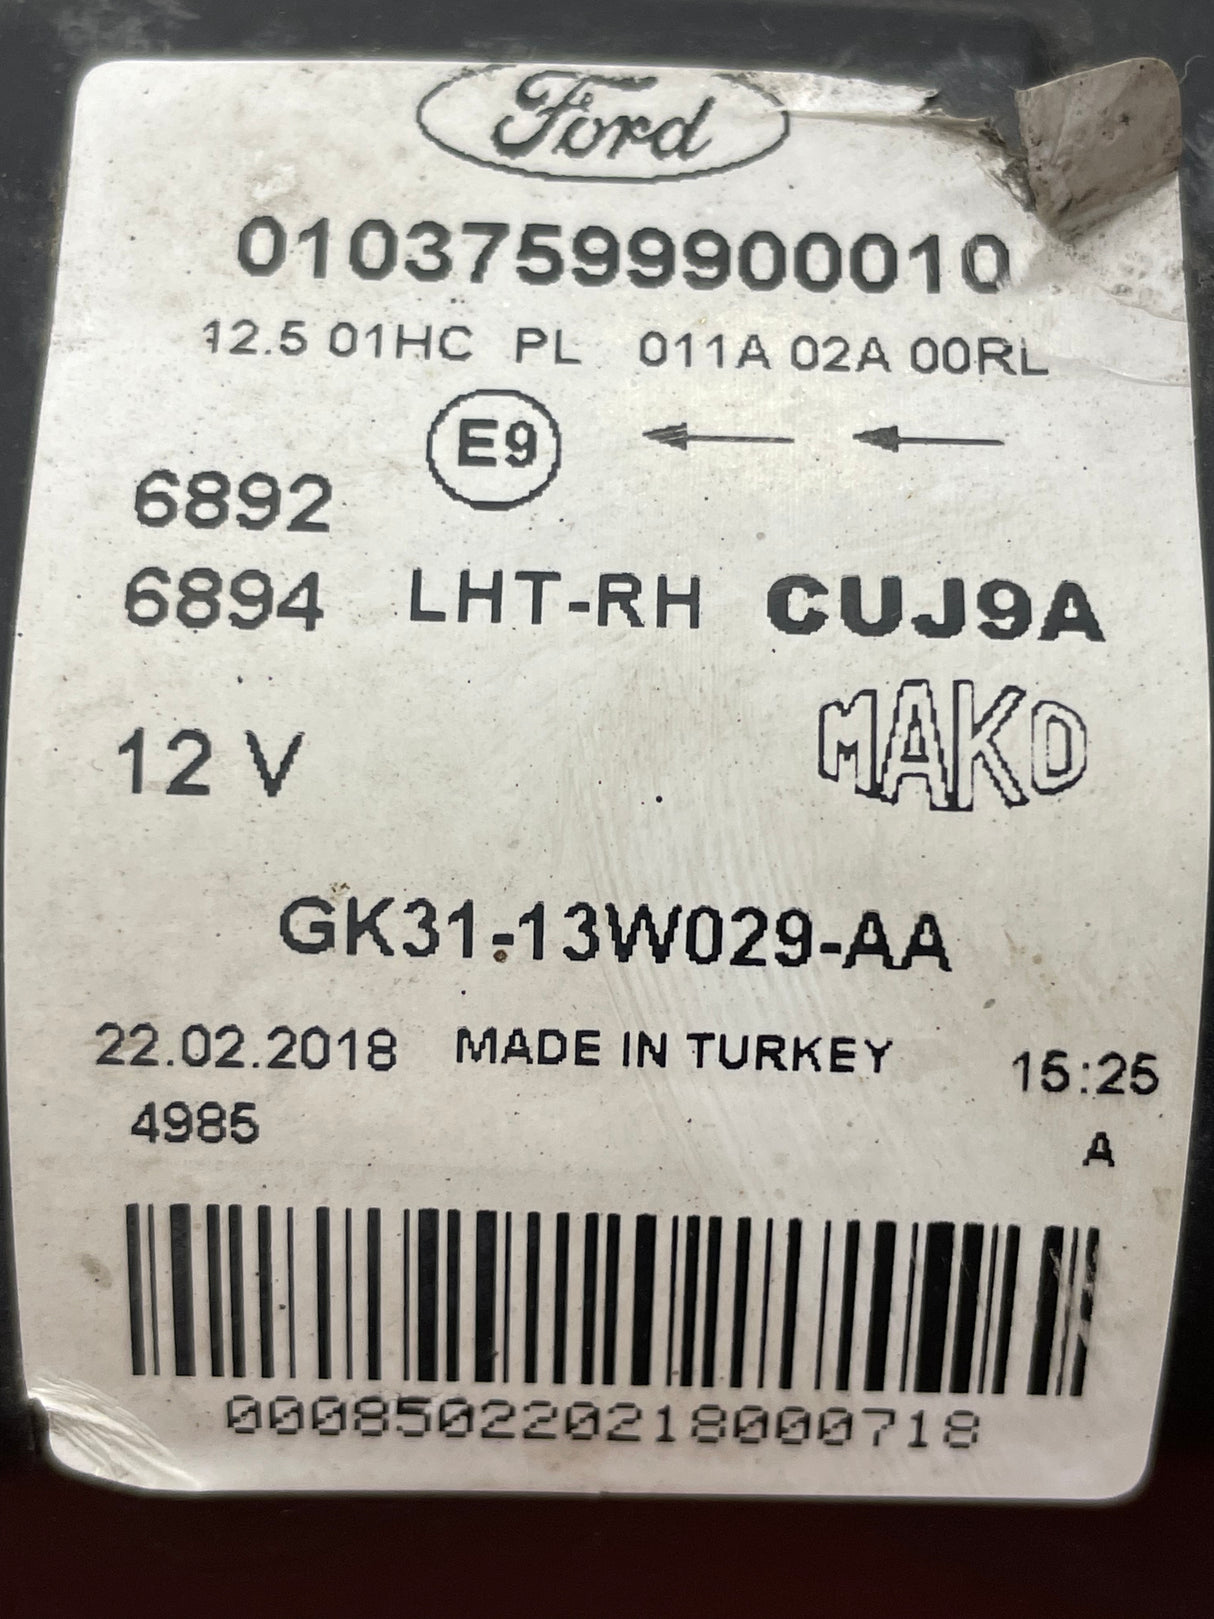 Ford
01037599900010
12.5 01HC PL 011A 02A 00RL
E9
6892
6894 LHT-RH CUJ9A
12 V MAKO
GK31-13W029-AA
22.02.2018 MADE IN TURKEY 15:25
4985 A
000850220218000718